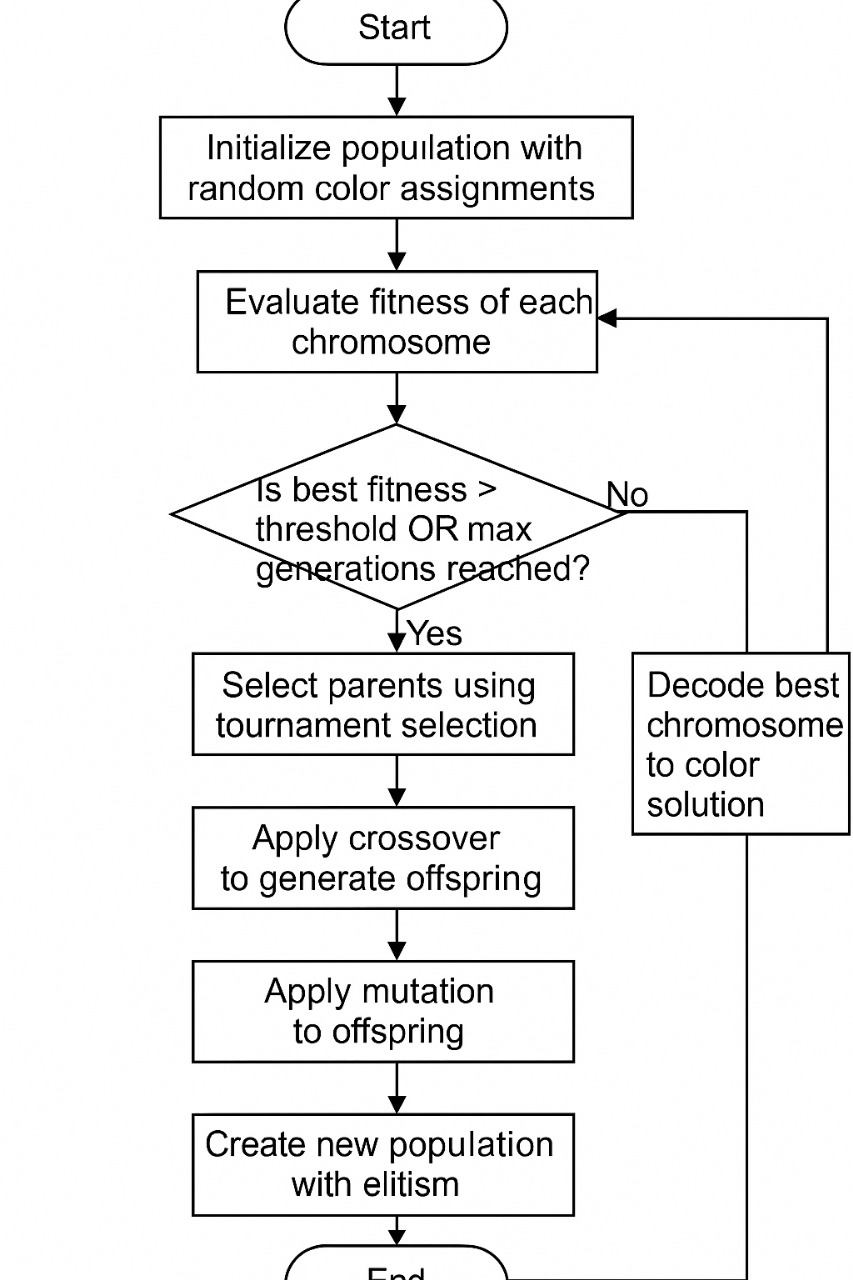 Start
Initialize population with
random color assignments
Evaluate fitness of each
chromosome
Is best fitness >
threshold OR max
generations reached?
No
Yes
Select parents using
tournament selection
Decode best
chromosome
to color
solution
Apply crossover
to generate offspring
Apply mutation
to offspring
Create new population
with elitism
End